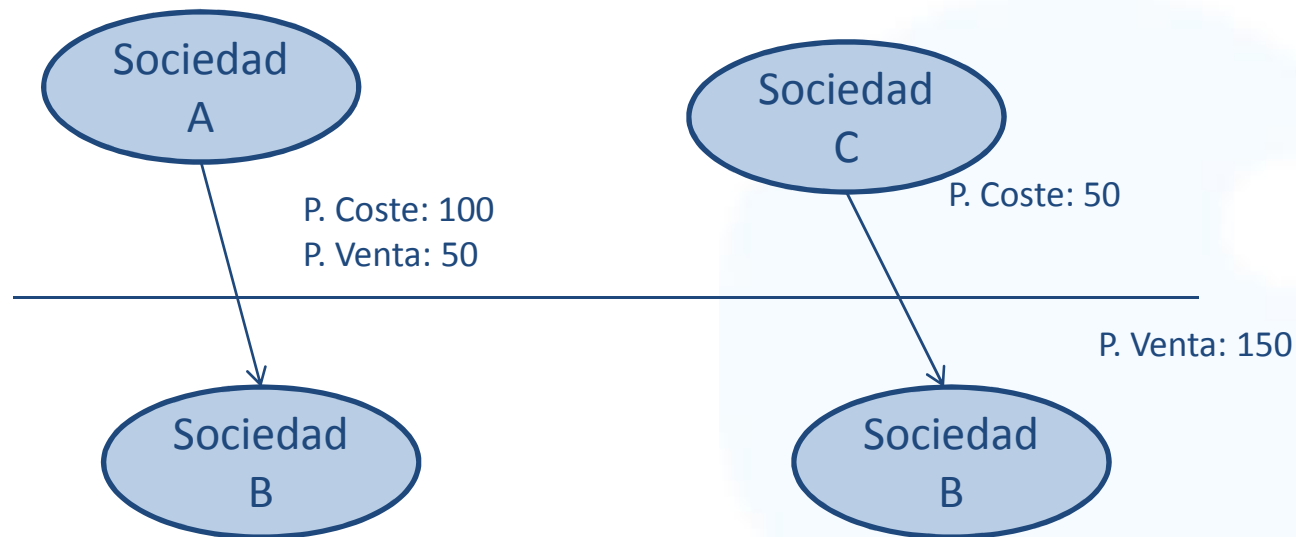 Sociedad
A
P. Coste: 100
P. Venta: 50
Sociedad
B
Sociedad
C
P. Coste: 50
P. Venta: 150
Sociedad
B